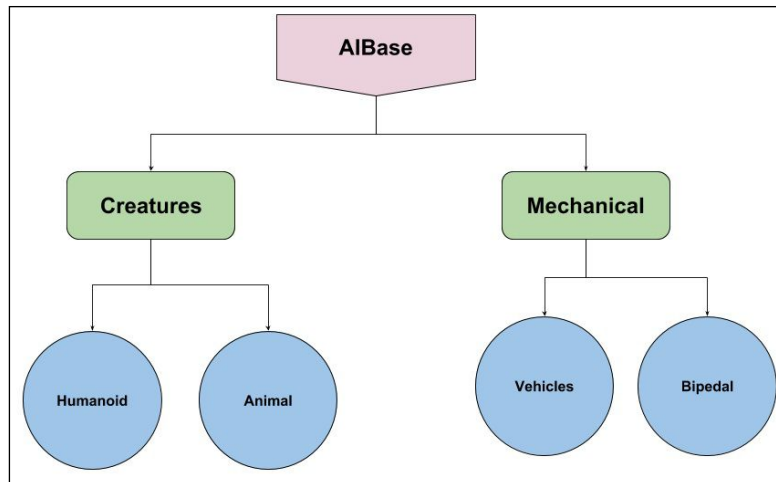 AIBase
Creatures
Mechanical
Humanoid
Animal
Vehicles
Bipedal